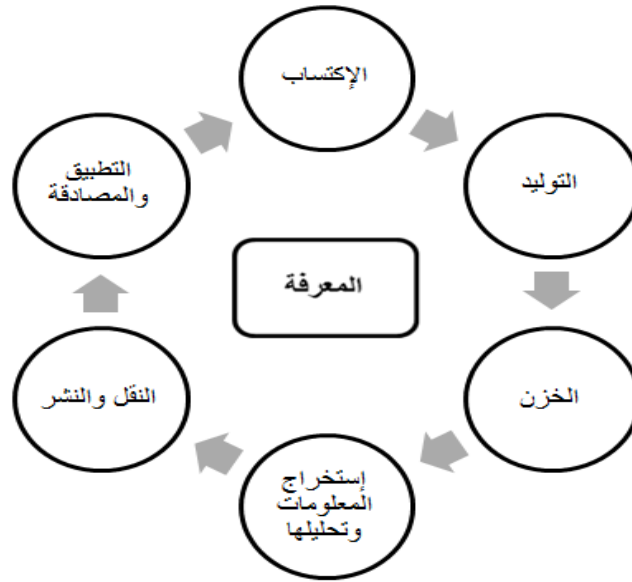 الإكتساب
التوليد
الخزن
إستخراج
المعلومات
وتحليلها
النقل والنشر
التطبيق
والمصادقة
المعرفة